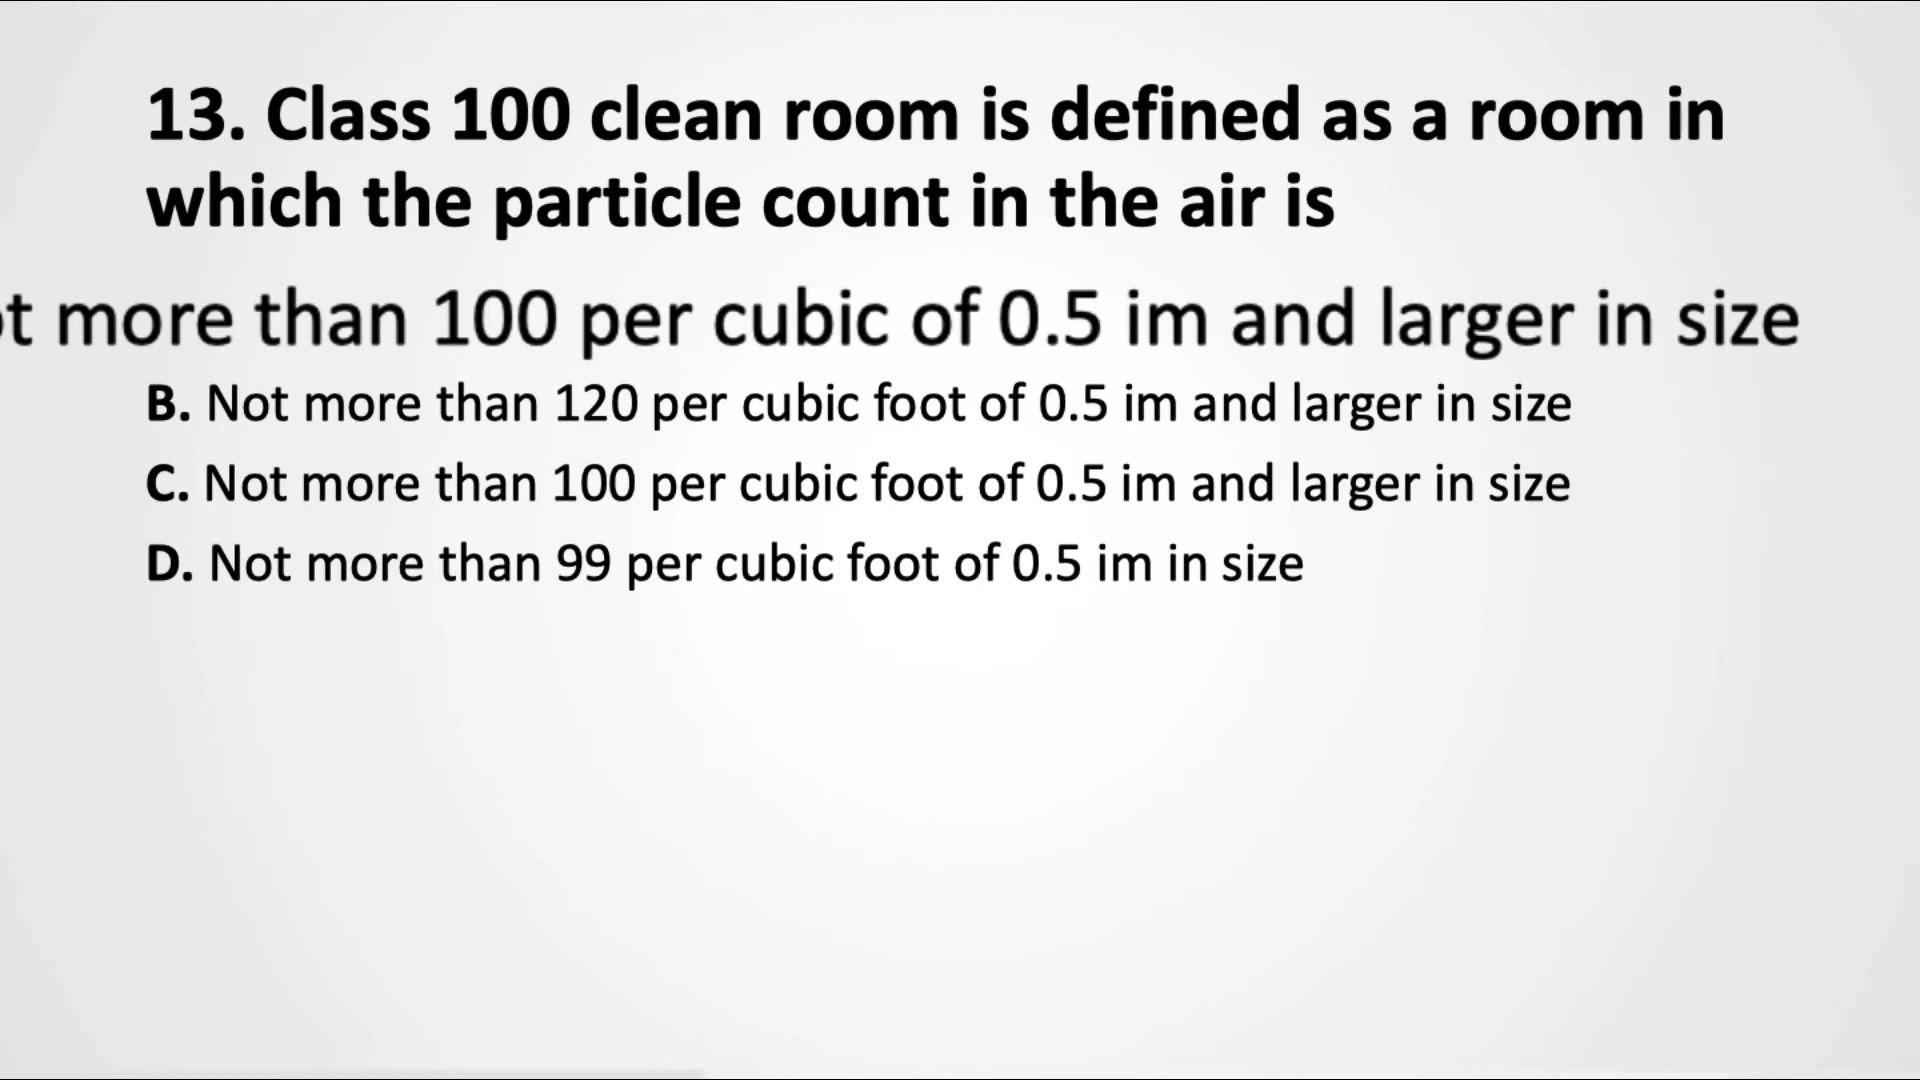 13. Class 100 clean room is defined as a room in
which the particle count in the air is
t more than 100 per cubic of 0.5 im and larger in size
B. Not more than 120 per cubic foot of 0.5 im and larger in size
C. Not more than 100 per cubic foot of 0.5 im and larger in size
D. Not more than 99 per cubic foot of 0.5 im in size